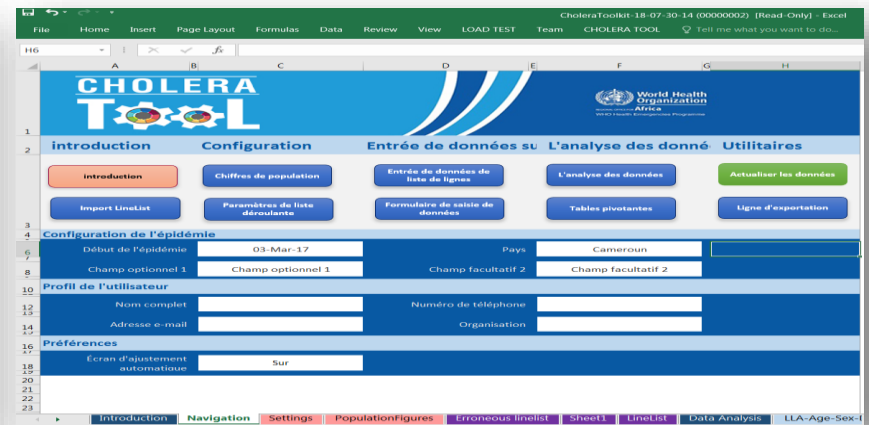 CholeraToolkit-18-07-30-14 (00000002) [Read-Only] - Excel
File Home Insert Page Layout Formulas Data Review View LOAD TEST Team CHOLERA TOOL Tell me what you want to do...
H6 fx
A B C D E F G H
CHOLERA
TOOL
World Health
Organization
Africa
WHO Health Emergencies Programme
1
2 introduction Configuration Entrée de données su L'analyse des donné Utilitaires
introduction Chiffres de population Entrée de données de liste de lignes L'analyse des données Actualiser les données
Import LineList Paramètres de liste déroulante Formulaire de saisie de données Tables pivotantes Ligne d'exportation
3
4 Configuration de l'épidémie
6 Début de l'épidémie 03-Mar-17 Pays Cameroun
7
8 Champ optionnel 1 Champ optionnel 1 Champ facultatif 2 Champ facultatif 2
10 Profil de l'utilisateur
12 Nom complet Numéro de téléphone
13
14 Adresse e-mail Organisation
15
16 Préférences
17
18 Écran d'ajustement automatique Sur
19
20
21
22
23
Introduction Navigation Settings PopulationFigures Erroneous linelist Sheet1 LineList Data Analysis LLA-Age-Sex-